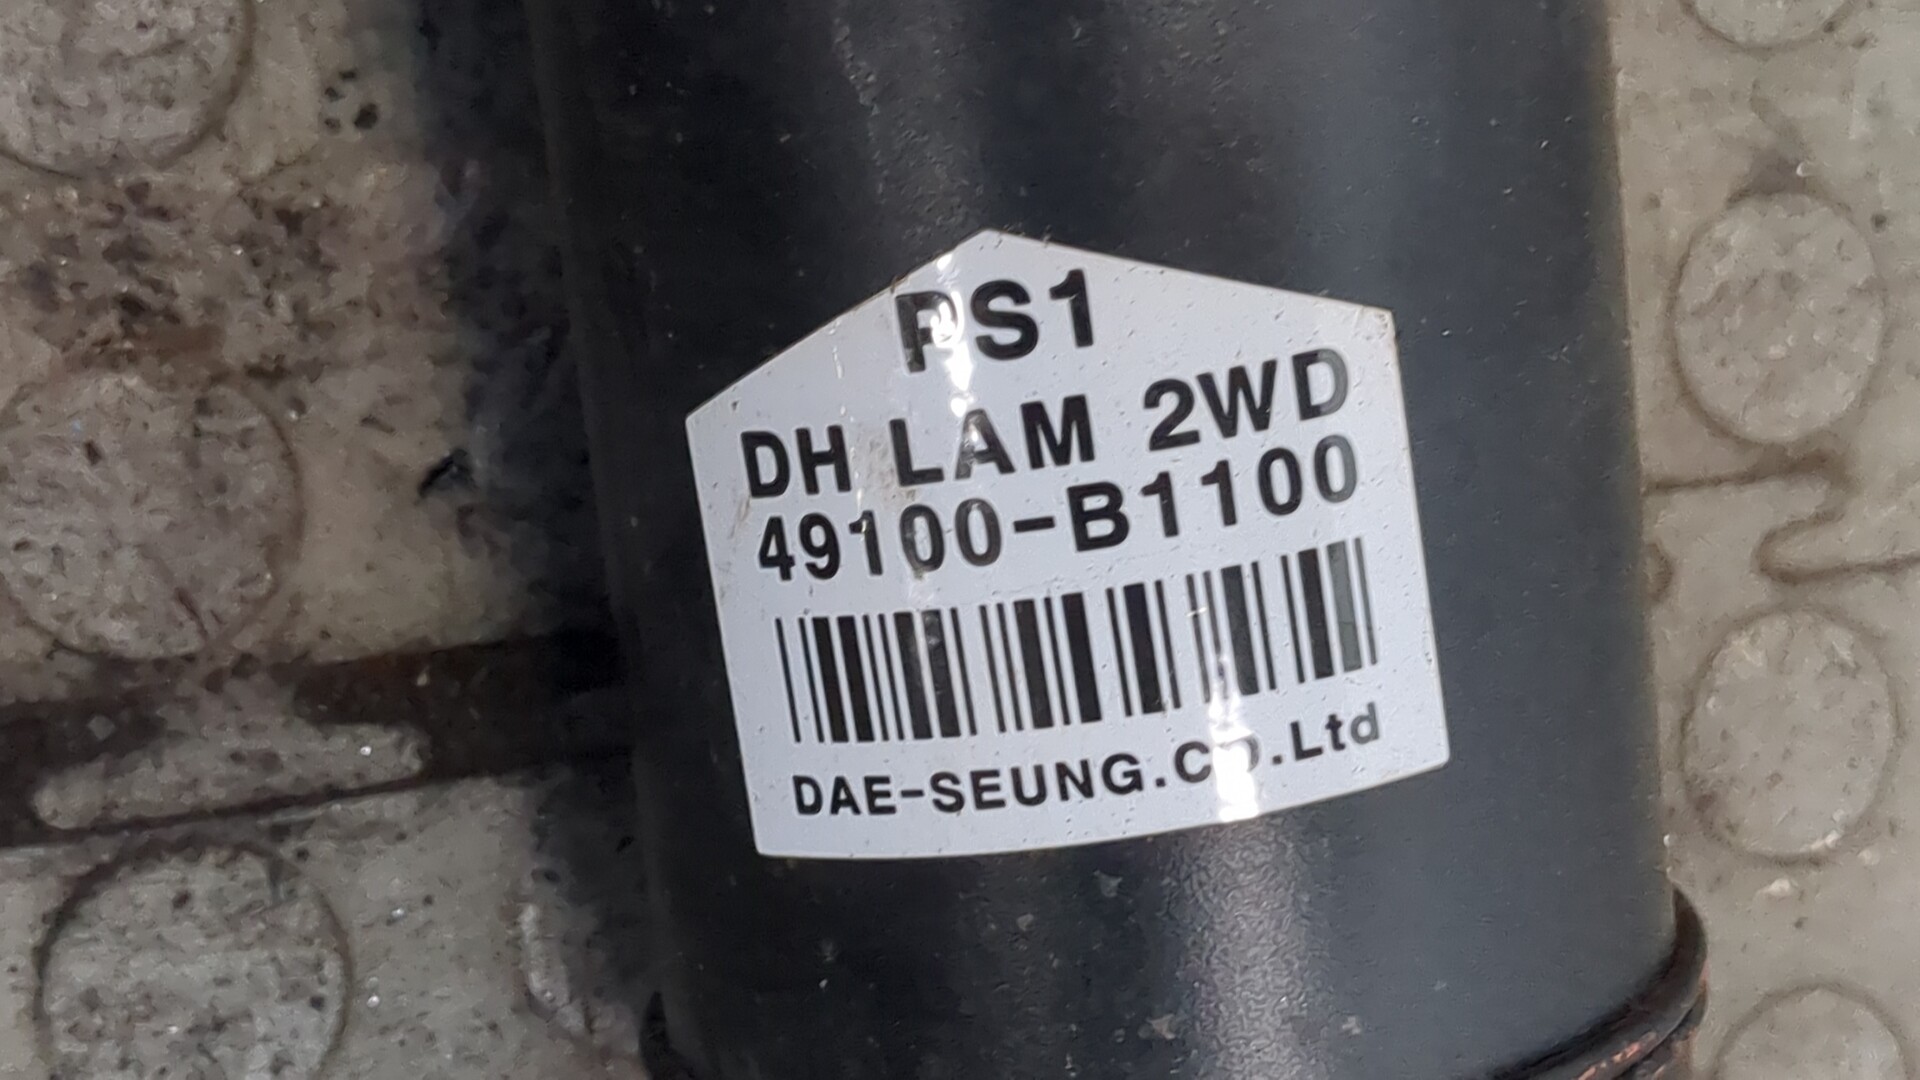 PS1
DH LAM 2WD
49100-B1100
DAE-SEUNG.CO.Ltd